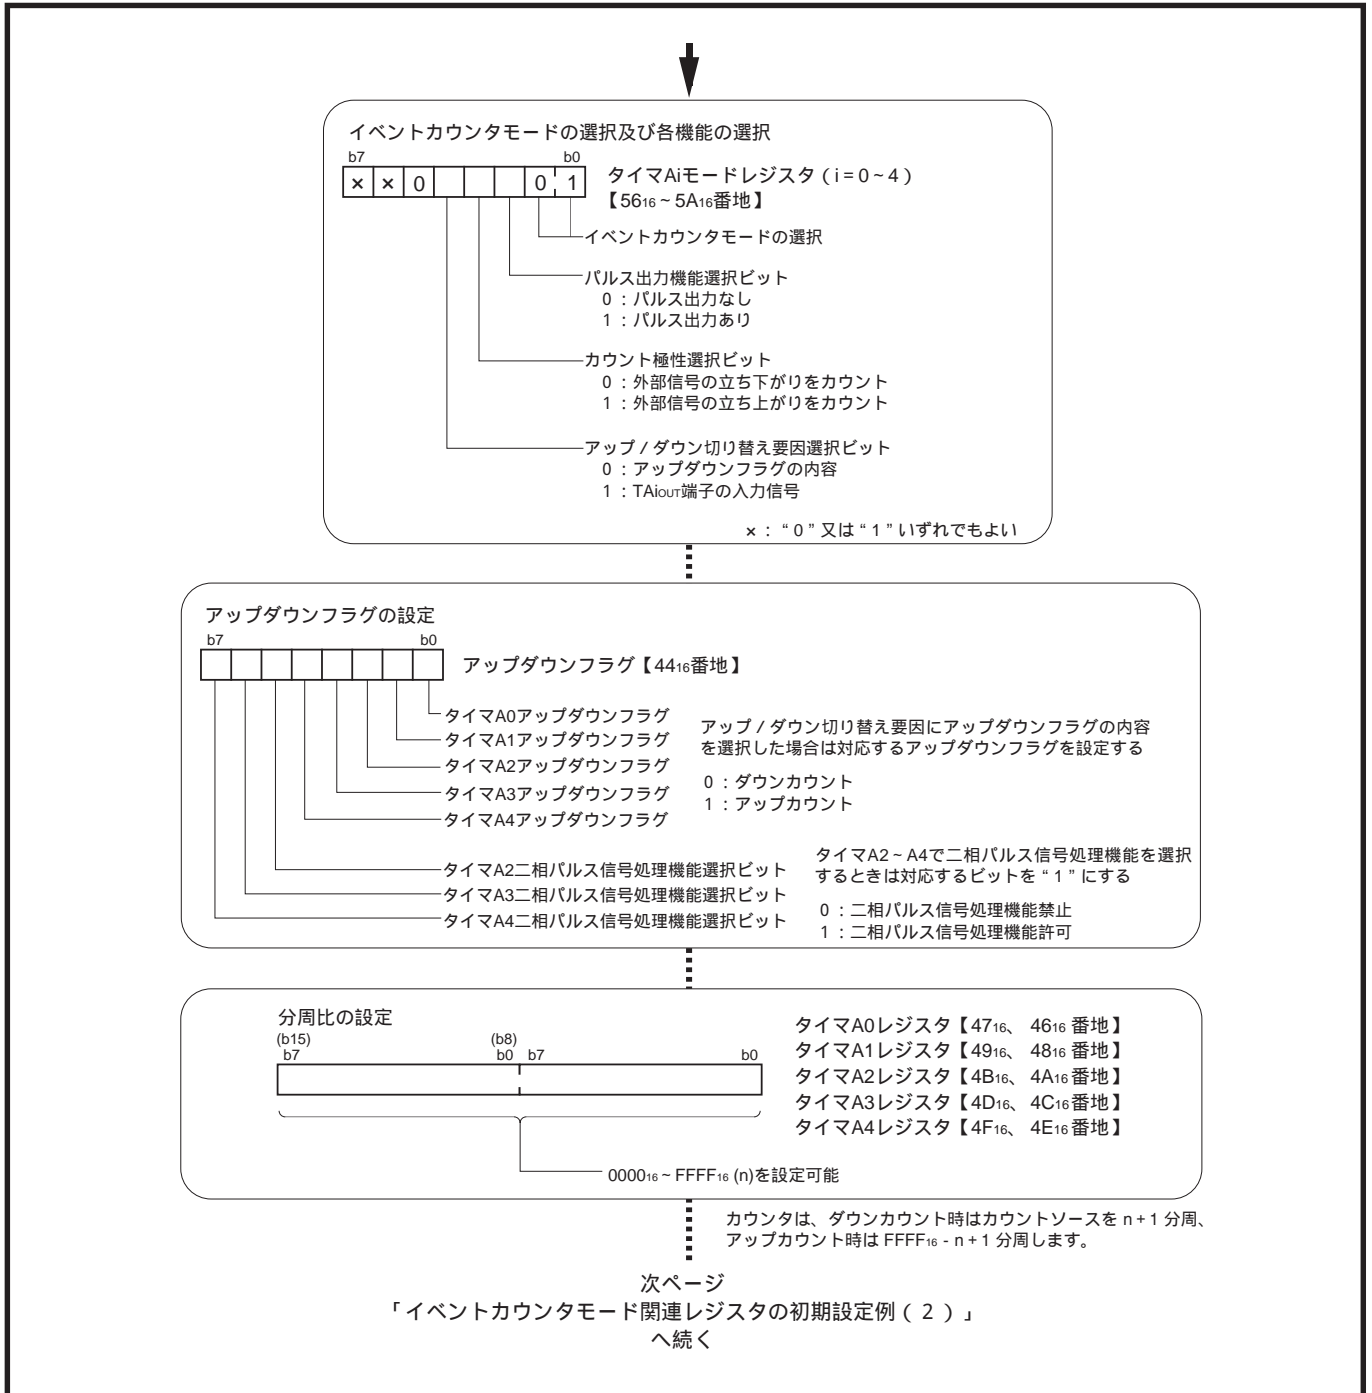 イベントカウンタモードの選択及び各機能の選択
b7 b0
× × 0 0 1
タイマAiモードレジスタ（i=0~4）
【5616~5A16番地】
イベントカウンタモードの選択
パルス出力機能選択ビット
0：パルス出力なし
1：パルス出力あり
カウント極性選択ビット
0：外部信号の立ち下がりをカウント
1：外部信号の立ち上がりをカウント
アップ／ダウン切り替え要因選択ビット
0：アップダウンフラグの内容
1：TAiOUT端子の入力信号
×：“0”又は“1”いずれでもよい
アップダウンフラグの設定
b7 b0
アップダウンフラグ【4416番地】
タイマA0アップダウンフラグ
タイマA1アップダウンフラグ
タイマA2アップダウンフラグ
タイマA3アップダウンフラグ
タイマA4アップダウンフラグ
アップ／ダウン切り替え要因にアップダウンフラグの内容
を選択した場合は対応するアップダウンフラグを設定する
0：ダウンカウント
1：アップカウント
タイマA2二相パルス信号処理機能選択ビット
タイマA3二相パルス信号処理機能選択ビット
タイマA4二相パルス信号処理機能選択ビット
タイマA2~A4で二相パルス信号処理機能を選択
するときは対応するビットを“1”にする
0：二相パルス信号処理機能禁止
1：二相パルス信号処理機能許可
分周比の設定
(b15) (b8)
b7 b0 b7 b0
タイマA0レジスタ【4716、4616番地】
タイマA1レジスタ【4916、4816番地】
タイマA2レジスタ【4B16、4A16番地】
タイマA3レジスタ【4D16、4C16番地】
タイマA4レジスタ【4F16、4E16番地】
000016~FFFF16 (n)を設定可能
カウンタは、ダウンカウント時はカウントソースを n+1 分周、
アップカウント時は FFFF16 - n+1 分周します。
次ページ
「イベントカウンタモード関連レジスタの初期設定例（2）」
へ続く